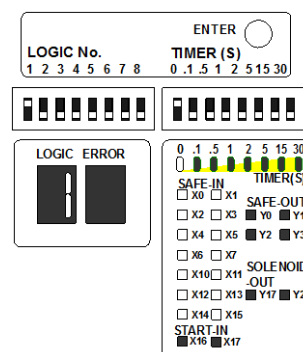 ENTER
LOGIC No. TIMER (S)
1 2 3 4 5 6 7 8 0 .1 .5 1 2 5 15 30
LOGIC ERROR
0 .1 .5 1 2 5 15 30
TIMER(S)
SAFE-IN
X0 X1 SAFE-OUT
X2 X3 Y0 Y1
X4 X5 Y2 Y3
X6 X7
X10 X11 SOLENOID
-OUT
X12 X13 Y17
X14 X15
START-IN
X16 X17